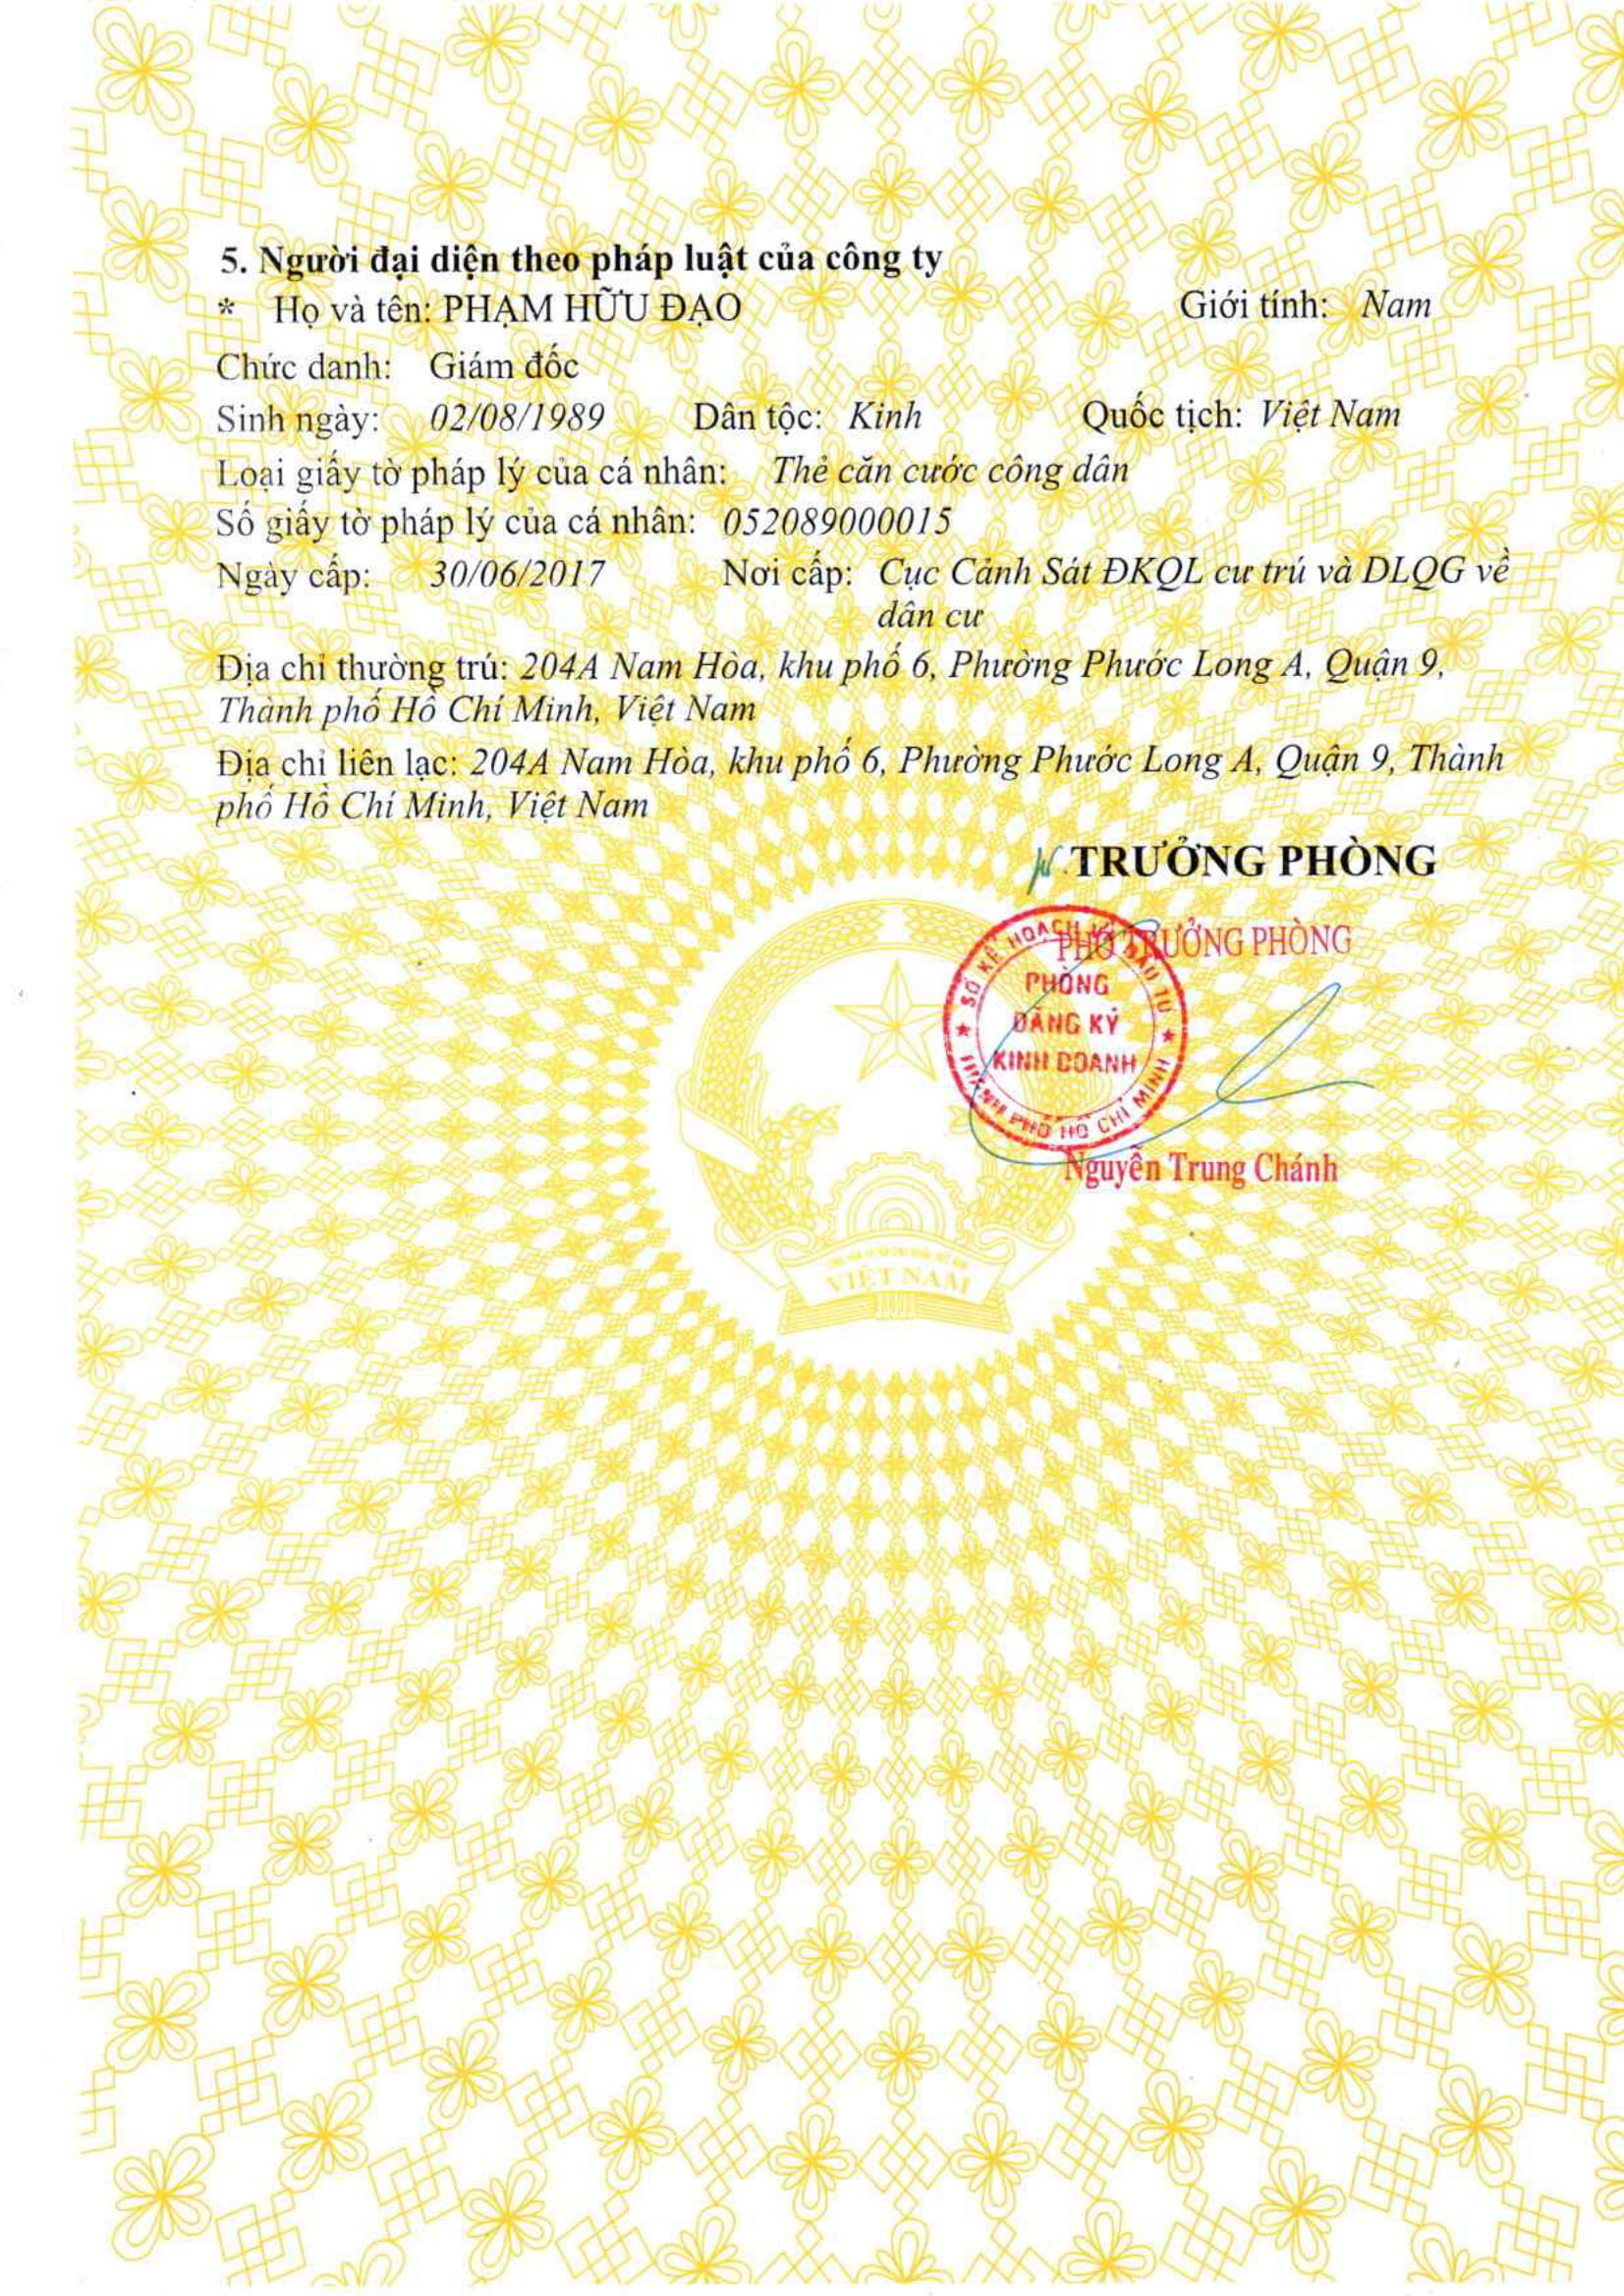 5. Người đại diện theo pháp luật của công ty
* Họ và tên: PHẠM HỮU ĐẠO Giới tính: Nam
Chức danh: Giám đốc
Sinh ngày: 02/08/1989 Dân tộc: Kinh Quốc tịch: Việt Nam
Loại giấy tờ pháp lý của cá nhân: Thẻ căn cước công dân
Số giấy tờ pháp lý của cá nhân: 052089000015
Ngày cấp: 30/06/2017 Nơi cấp: Cục Cảnh Sát ĐKQL cư trú và DLQG về
dân cư
Địa chỉ thường trú: 204A Nam Hòa, khu phố 6, Phường Phước Long A, Quận 9,
Thành phố Hồ Chí Minh, Việt Nam
Địa chỉ liên lạc: 204A Nam Hòa, khu phố 6, Phường Phước Long A, Quận 9, Thành
phố Hồ Chí Minh, Việt Nam
TRƯỞNG PHÒNG
PHÓ TRƯỞNG PHÒNG
SỞ KẾ HOẠCH VÀ ĐẦU TƯ
PHÒNG
ĐĂNG KÝ
KINH DOANH
THÀNH PHỐ HỒ CHÍ MINH
Nguyễn Trung Chánh
VIỆT NAM